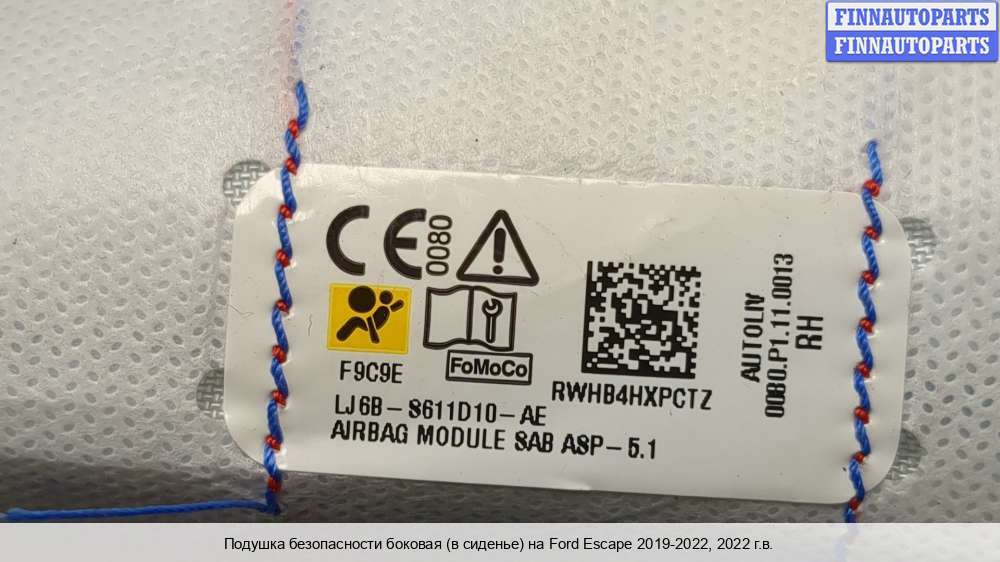 FINNAUTOPARTS
FINNAUTOPARTS
CE 0080
F9C9E
FoMoCo
LJ6B-S611D10-AE
AIRBAG MODULE SAB ASP-5.1
RWHB4HXPCTZ
AUTOLIV
0080.P1.11.0013
RH
Подушка безопасности боковая (в сиденье) на Ford Escape 2019-2022, 2022 г.в.